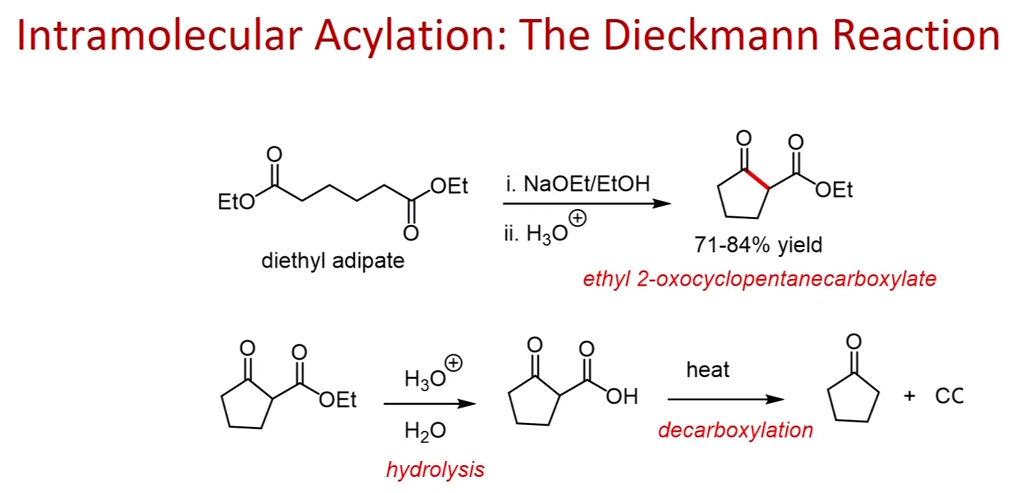 Intramolecular Acylation: The Dieckmann Reaction
O
EtO
OEt
O
diethyl adipate
i. NaOEt/EtOH
ii. H₃O⊕
O
O
OEt
71-84% yield
ethyl 2-oxocyclopentanecarboxylate
O
O
OEt
H₃O⊕
H₂O
hydrolysis
O
O
OH
heat
decarboxylation
O
+ CC